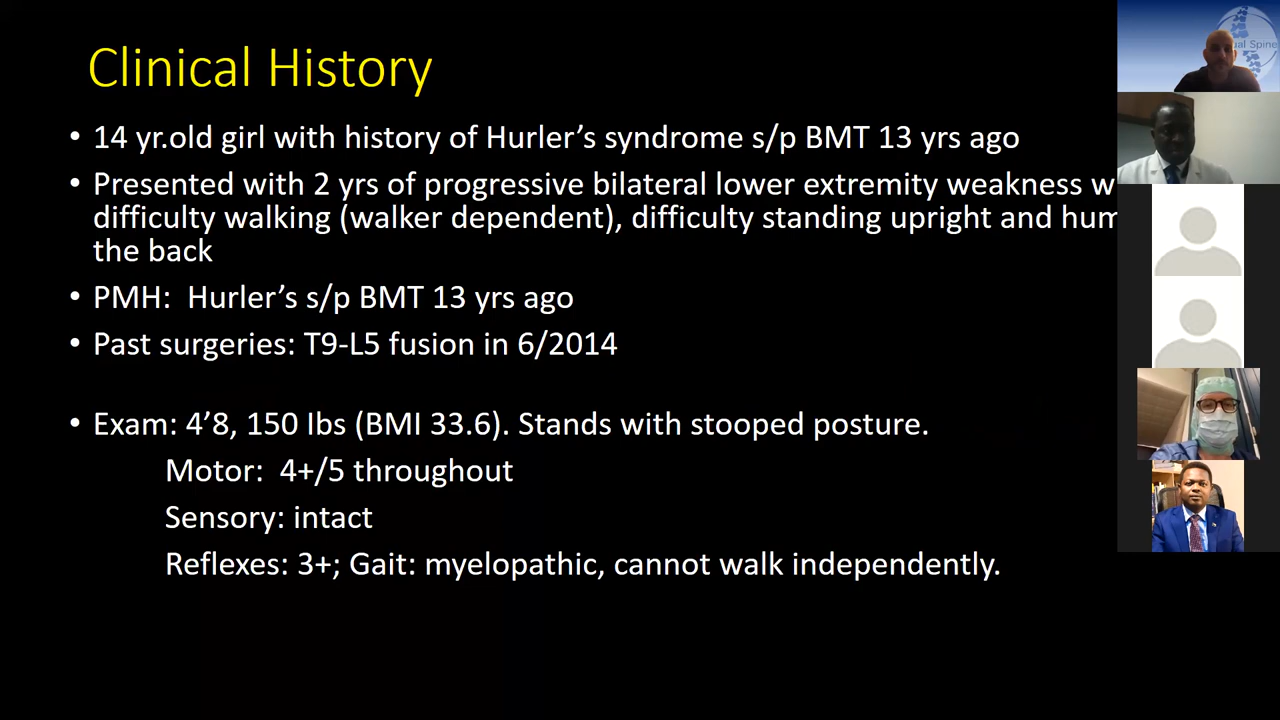 Clinical History
• 14 yr.old girl with history of Hurler’s syndrome s/p BMT 13 yrs ago
• Presented with 2 yrs of progressive bilateral lower extremity weakness
difficulty walking (walker dependent), difficulty standing upright and
the back
• PMH: Hurler’s s/p BMT 13 yrs ago
• Past surgeries: T9-L5 fusion in 6/2014
• Exam: 4’8, 150 Ibs (BMI 33.6). Stands with stooped posture.
Motor: 4+/5 throughout
Sensory: intact
Reflexes: 3+; Gait: myelopathic, cannot walk independently.
Spine